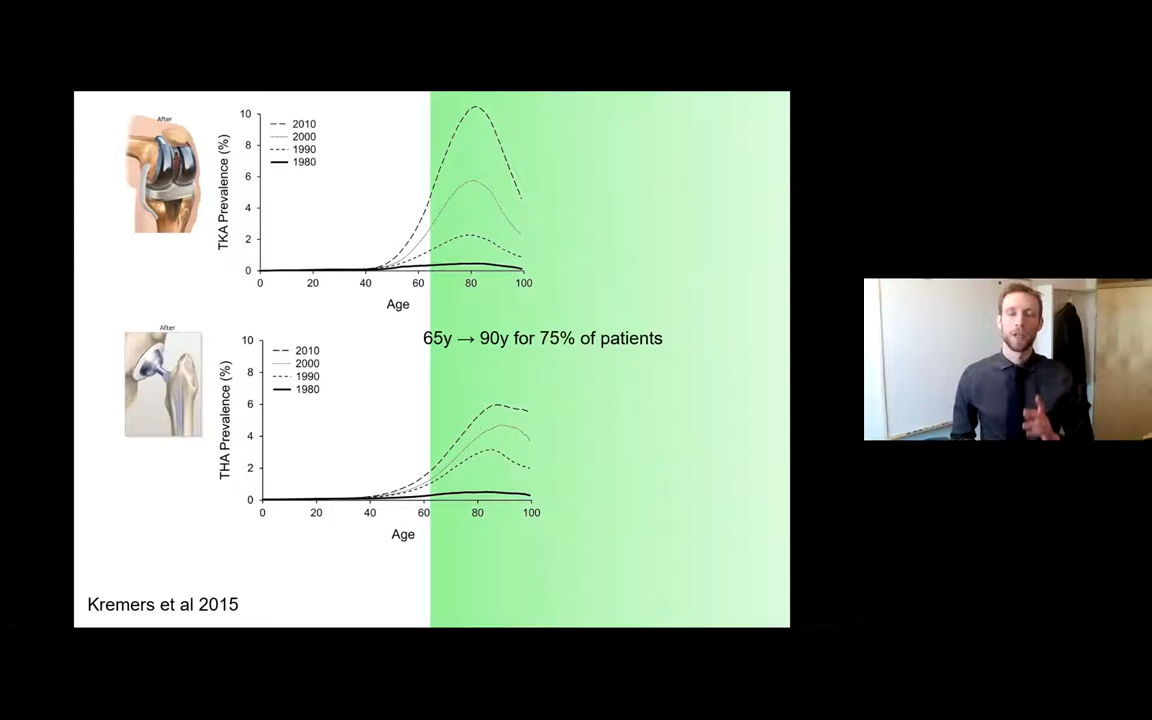 After
TKA Prevalence (%)
10
8
6
4
2
0
2010
2000
1990
1980
0 20 40 60 80 100
Age
65y → 90y for 75% of patients
After
THA Prevalence (%)
10
8
6
4
2
0
2010
2000
1990
1980
0 20 40 60 80 100
Age
Kremers et al 2015